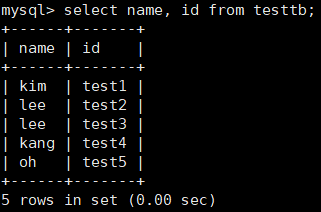 mysql> select name, id from testtb;
+------+-------+
| name | id    |
+------+-------+
| kim  | test1 |
| lee  | test2 |
| lee  | test3 |
| kang | test4 |
| oh   | test5 |
+------+-------+
5 rows in set (0.00 sec)